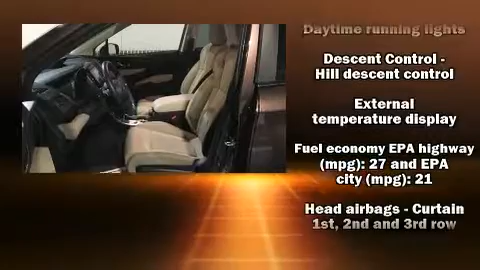 Daytime running lights
Descent Control -
Hill descent control
External
temperature display
Fuel economy EPA highway
(mpg): 27 and EPA
city (mpg): 21
Head airbags - Curtain
1st, 2nd and 3rd row